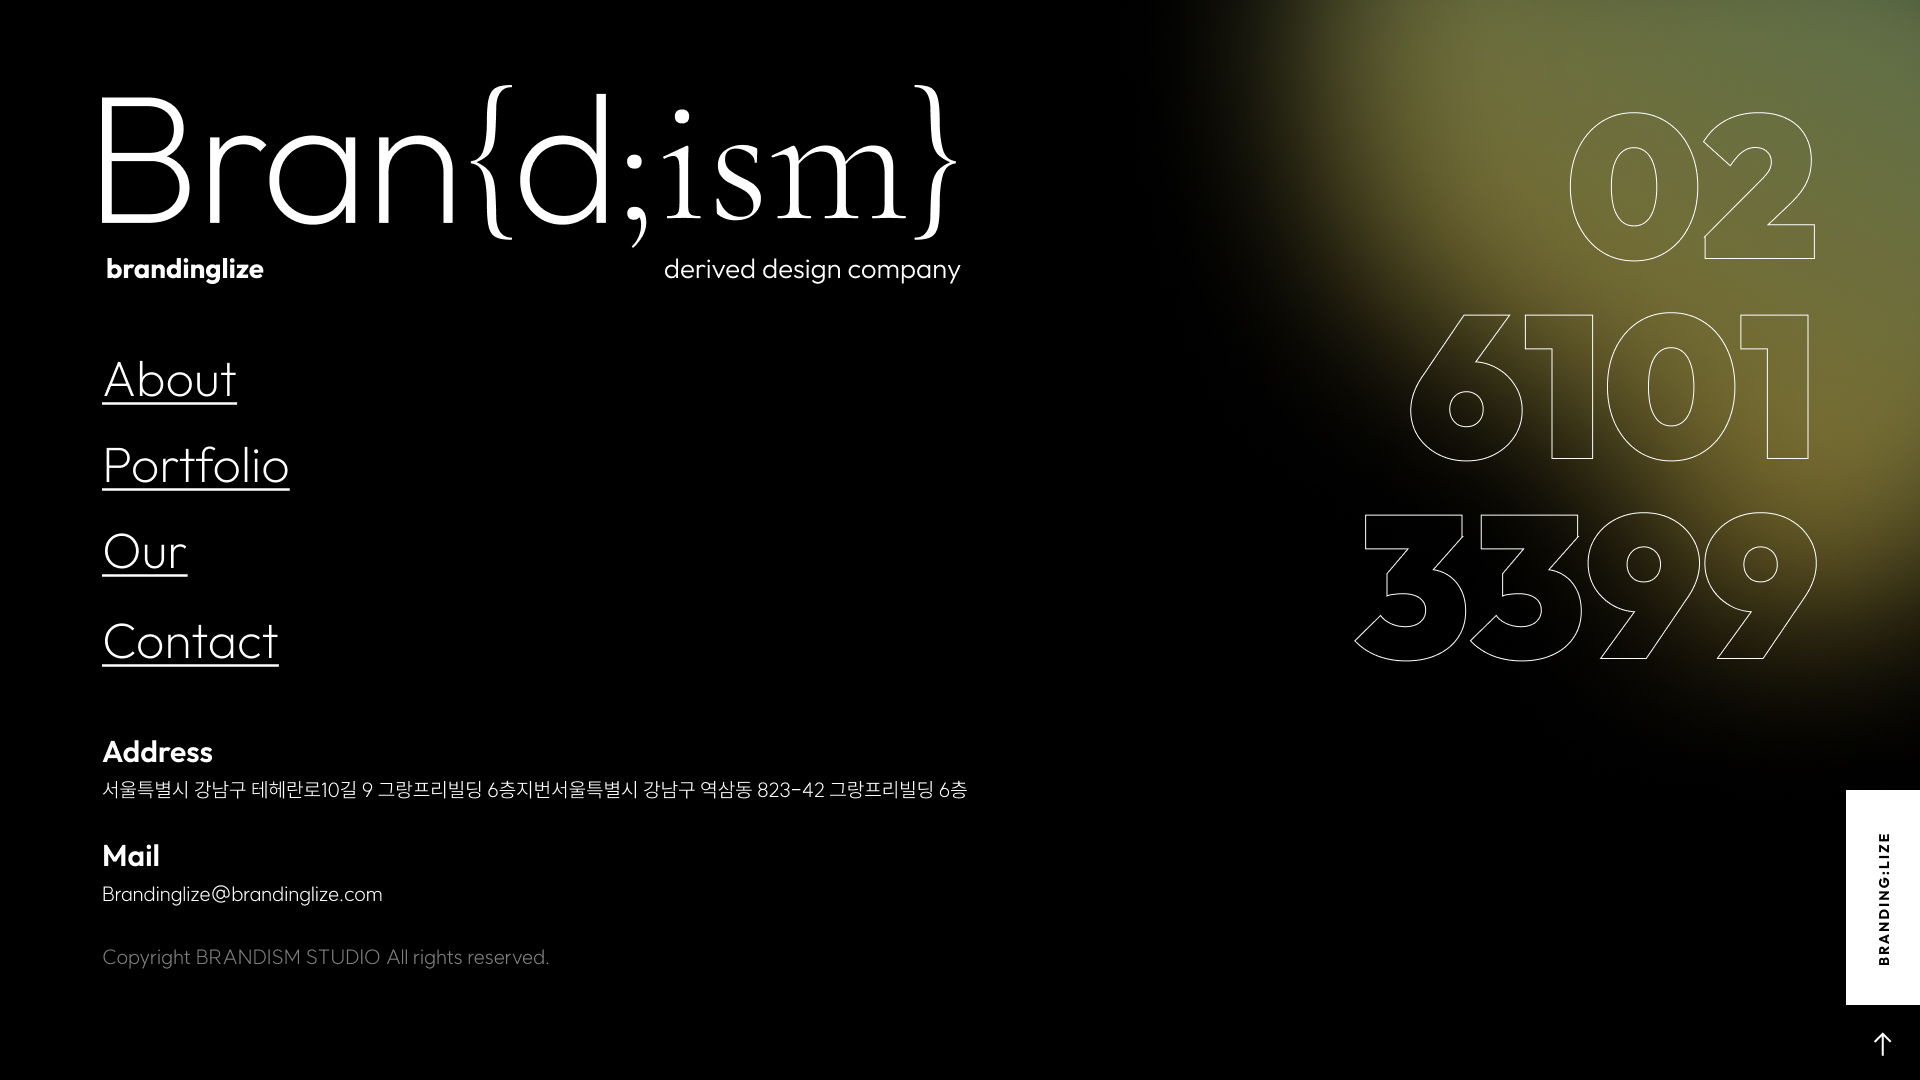 Bran{d;ism}
brandinglize derived design company
About
Portfolio
Our
Contact
02
6101
3399
Address
서울특별시 강남구 테헤란로10길 9 그랑프리빌딩 6층지번서울특별시 강남구 역삼동 823-42 그랑프리빌딩 6층
Mail
Brandinglize@brandinglize.com
Copyright BRANDISM STUDIO All rights reserved.
BRANDING:LIZE